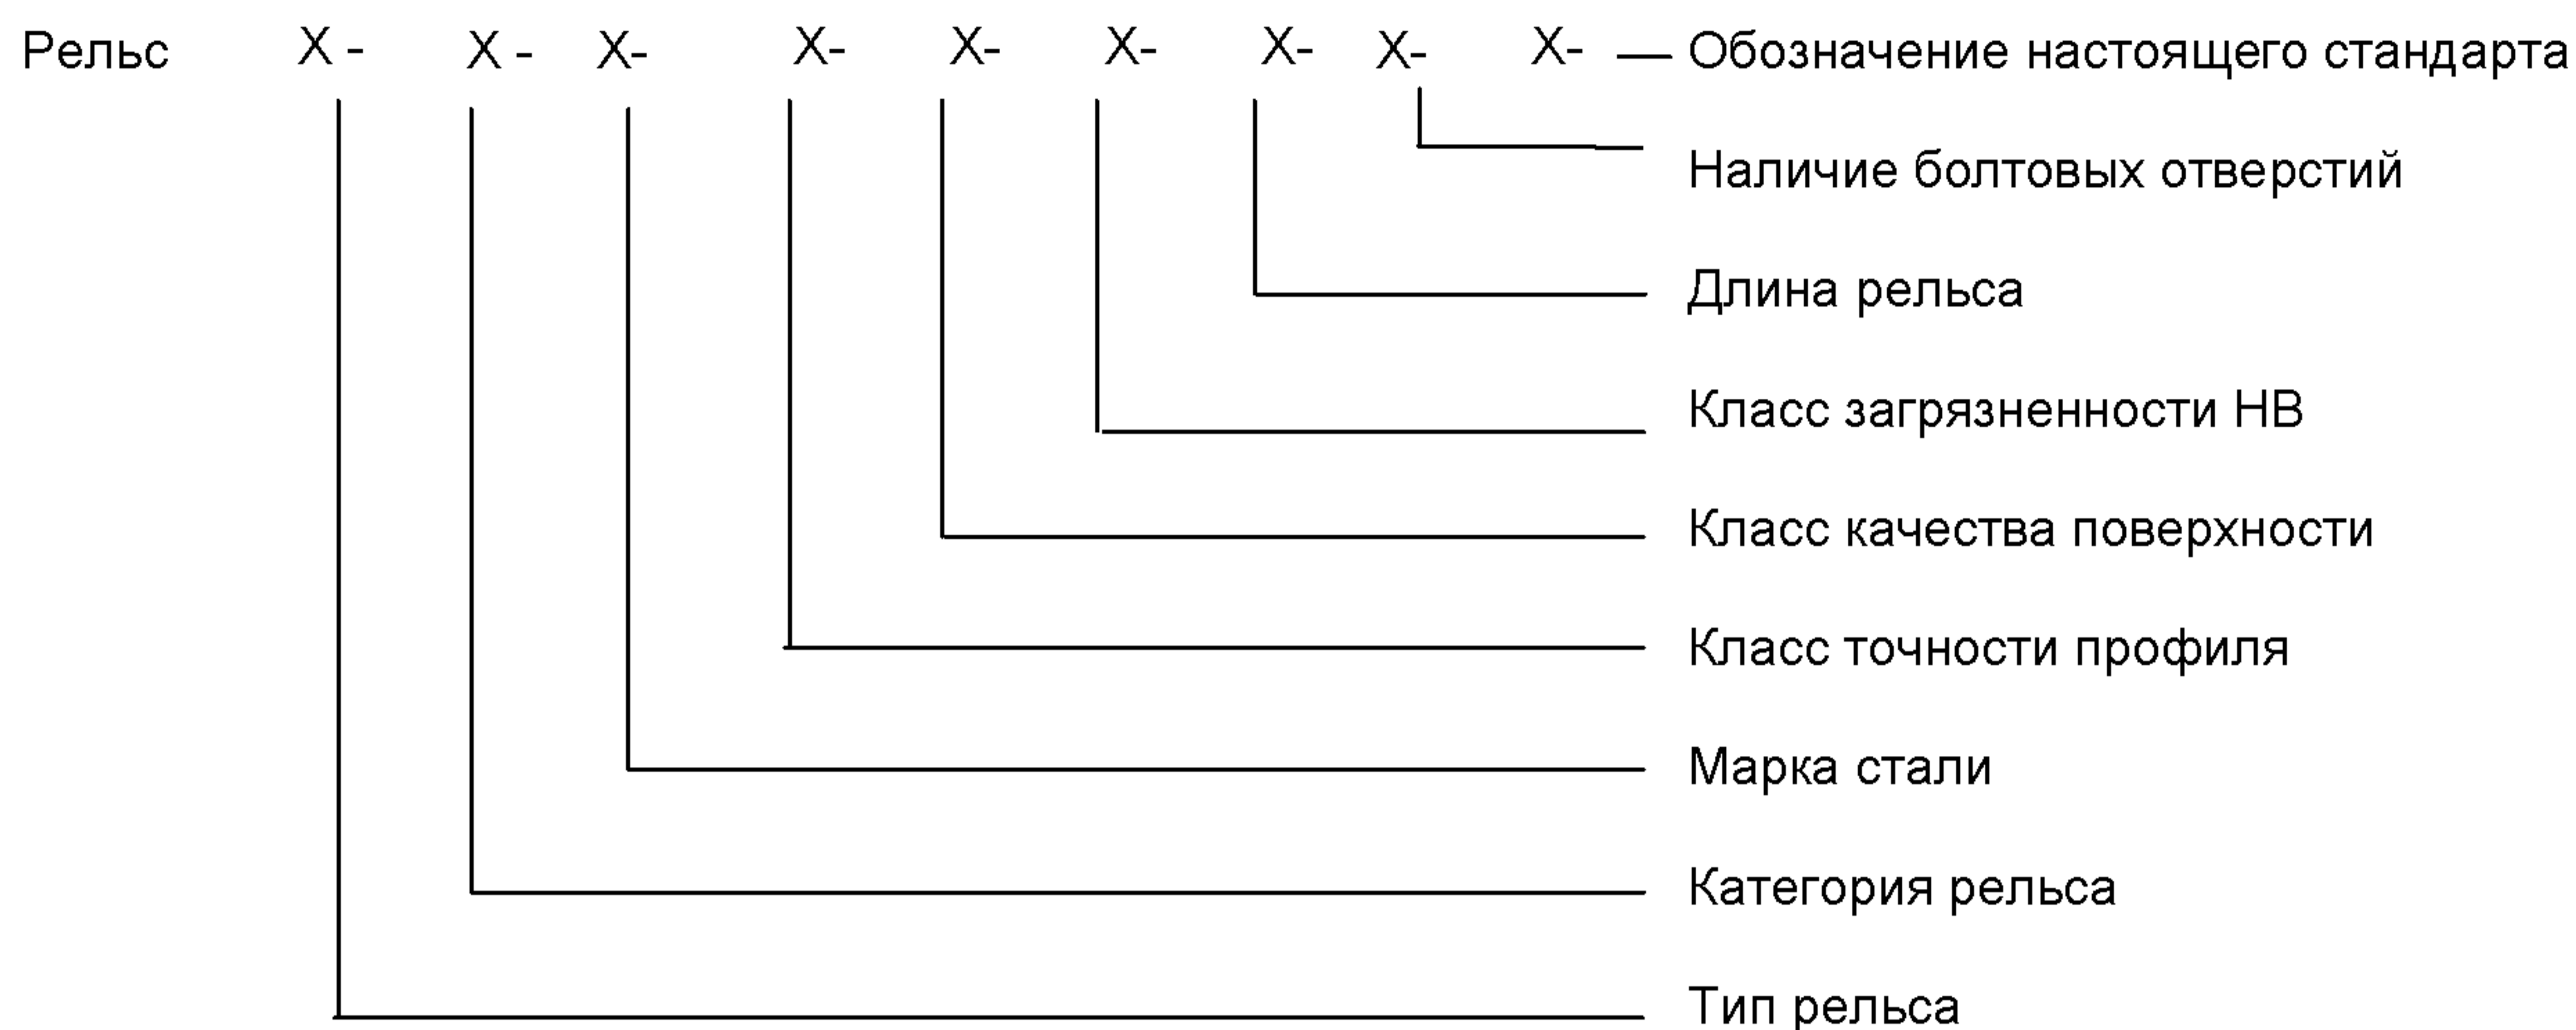 Рельс Х - Х - Х- Х- Х- Х- Х- Х- Х- — Обозначение настоящего стандарта
Наличие болтовых отверстий
Длина рельса
Класс загрязненности НВ
Класс качества поверхности
Класс точности профиля
Марка стали
Категория рельса
Тип рельса